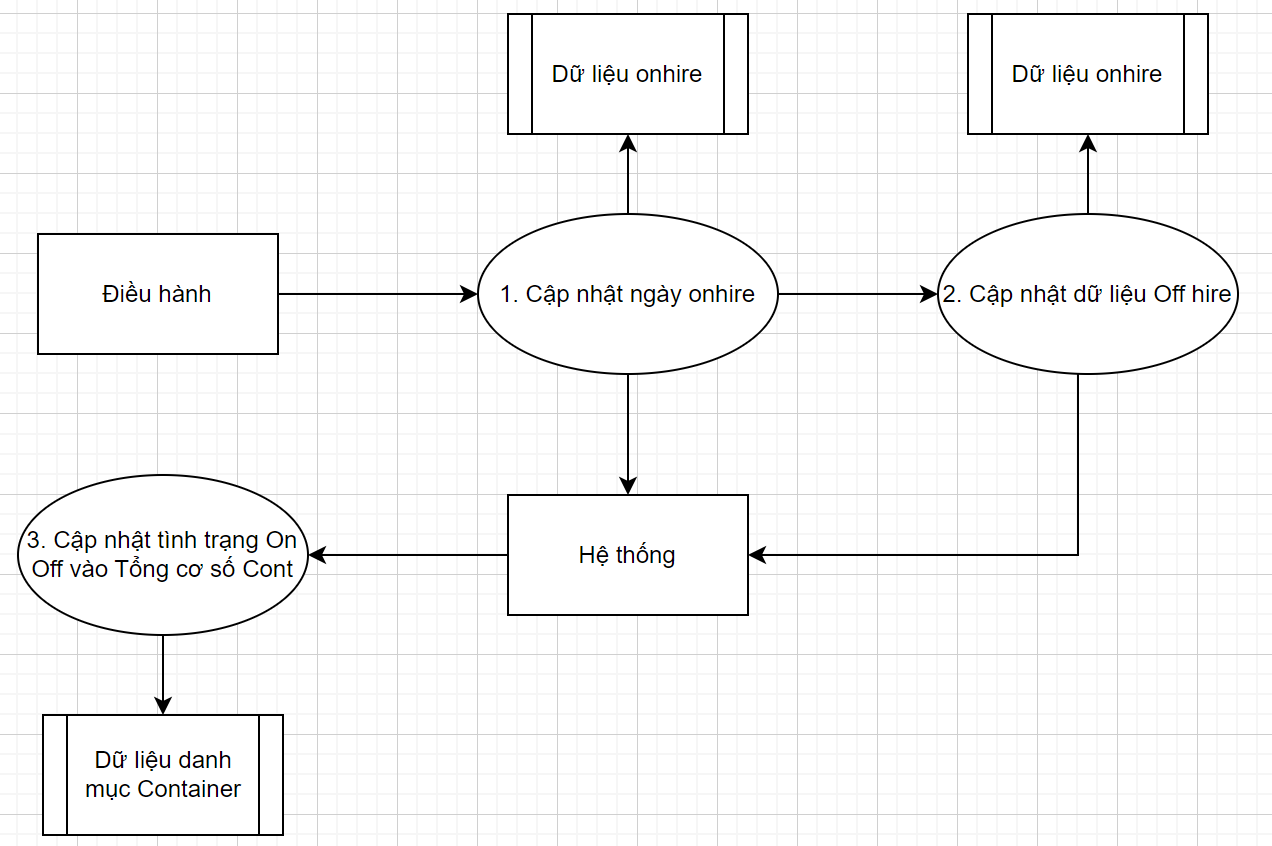 Dữ liệu onhire
Dữ liệu onhire
Điều hành
1. Cập nhật ngày onhire
2. Cập nhật dữ liệu Off hire
3. Cập nhật tình trạng On
Off vào Tổng cơ số Cont
Hệ thống
Dữ liệu danh
mục Container